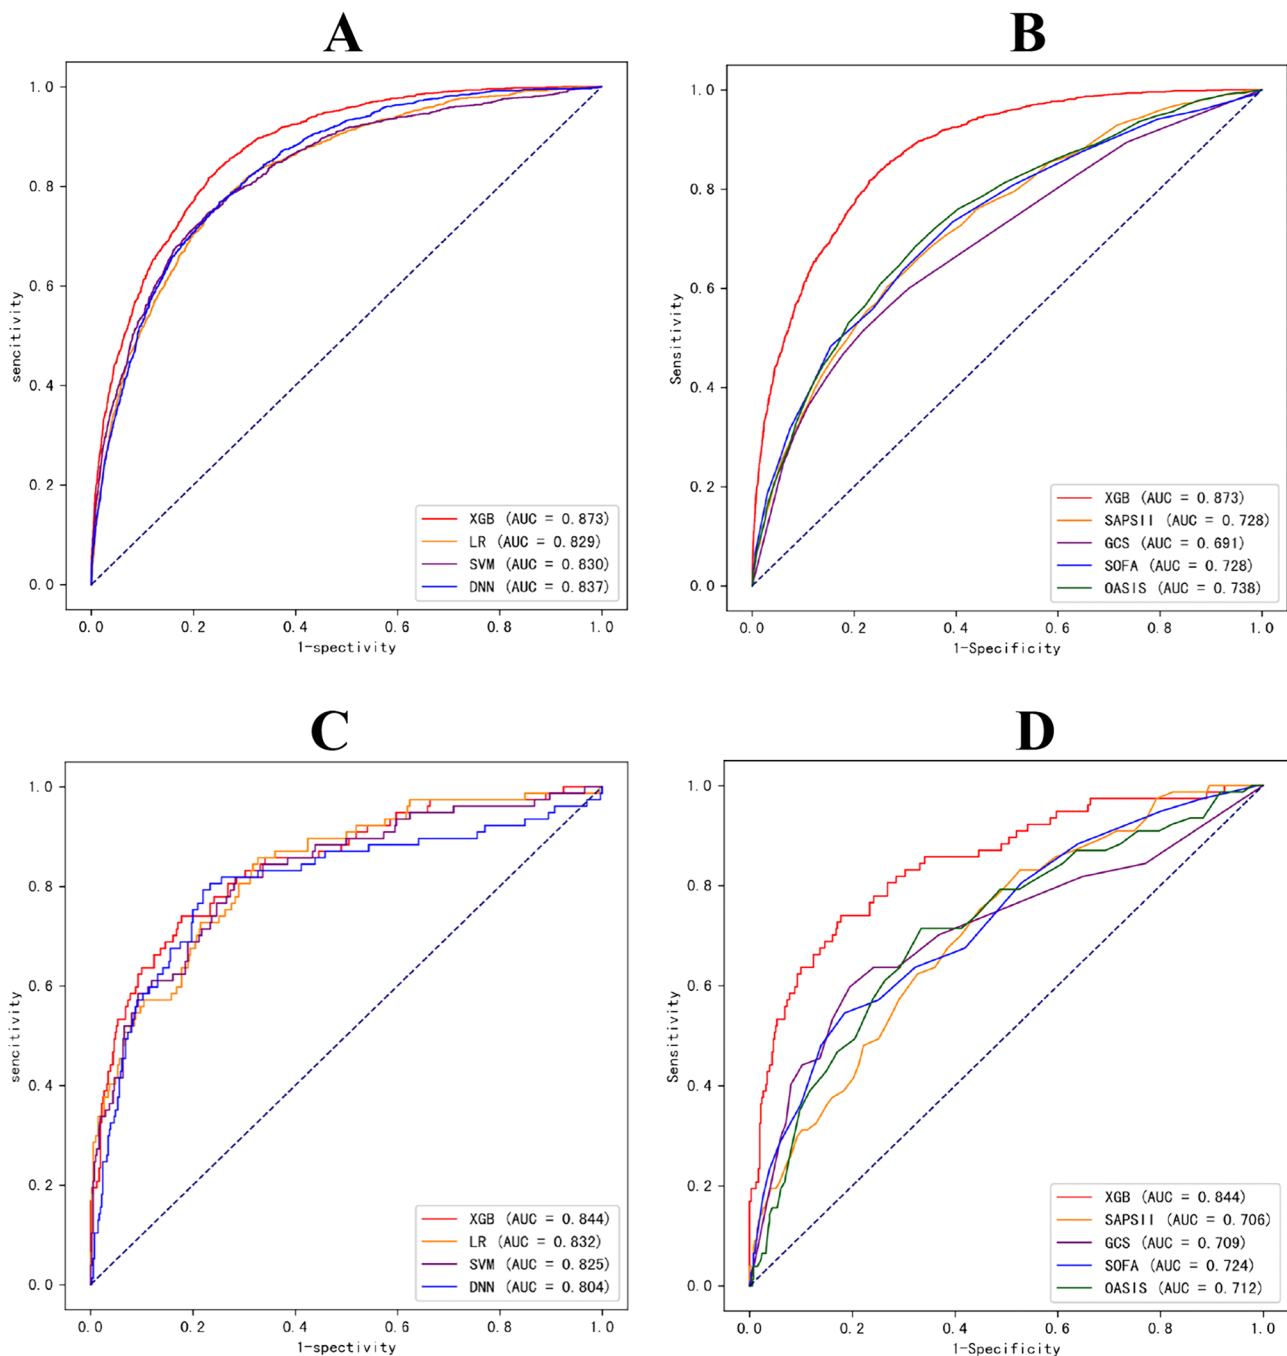 A
1.0
0.8
0.6
0.4
0.2
0.0
sencitivity
XGB (AUC = 0.873)
LR (AUC = 0.829)
SVM (AUC = 0.830)
DNN (AUC = 0.837)
0.0 0.2 0.4 0.6 0.8 1.0
1-spectivity
B
1.0
0.8
0.6
0.4
0.2
0.0
Sensitivity
XGB (AUC = 0.873)
SAPSII (AUC = 0.728)
GCS (AUC = 0.691)
SOFA (AUC = 0.728)
OASIS (AUC = 0.738)
0.0 0.2 0.4 0.6 0.8 1.0
1-Specificity
C
1.0
0.8
0.6
0.4
0.2
0.0
sencitivity
XGB (AUC = 0.844)
LR (AUC = 0.832)
SVM (AUC = 0.825)
DNN (AUC = 0.804)
0.0 0.2 0.4 0.6 0.8 1.0
1-spectivity
D
1.0
0.8
0.6
0.4
0.2
0.0
Sensitivity
XGB (AUC = 0.844)
SAPSII (AUC = 0.706)
GCS (AUC = 0.709)
SOFA (AUC = 0.724)
OASIS (AUC = 0.712)
0.0 0.2 0.4 0.6 0.8 1.0
1-Specificity